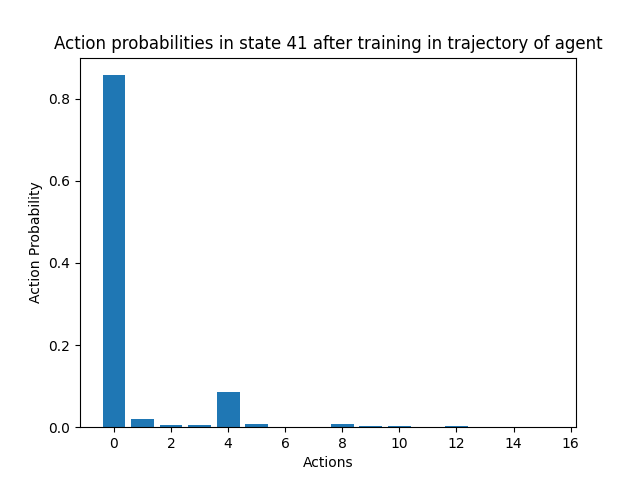 Action probabilities in state 41 after training in trajectory of agent
Action Probability
0.8
0.6
0.4
0.2
0.0
0 2 4 6 8 10 12 14 16
Actions